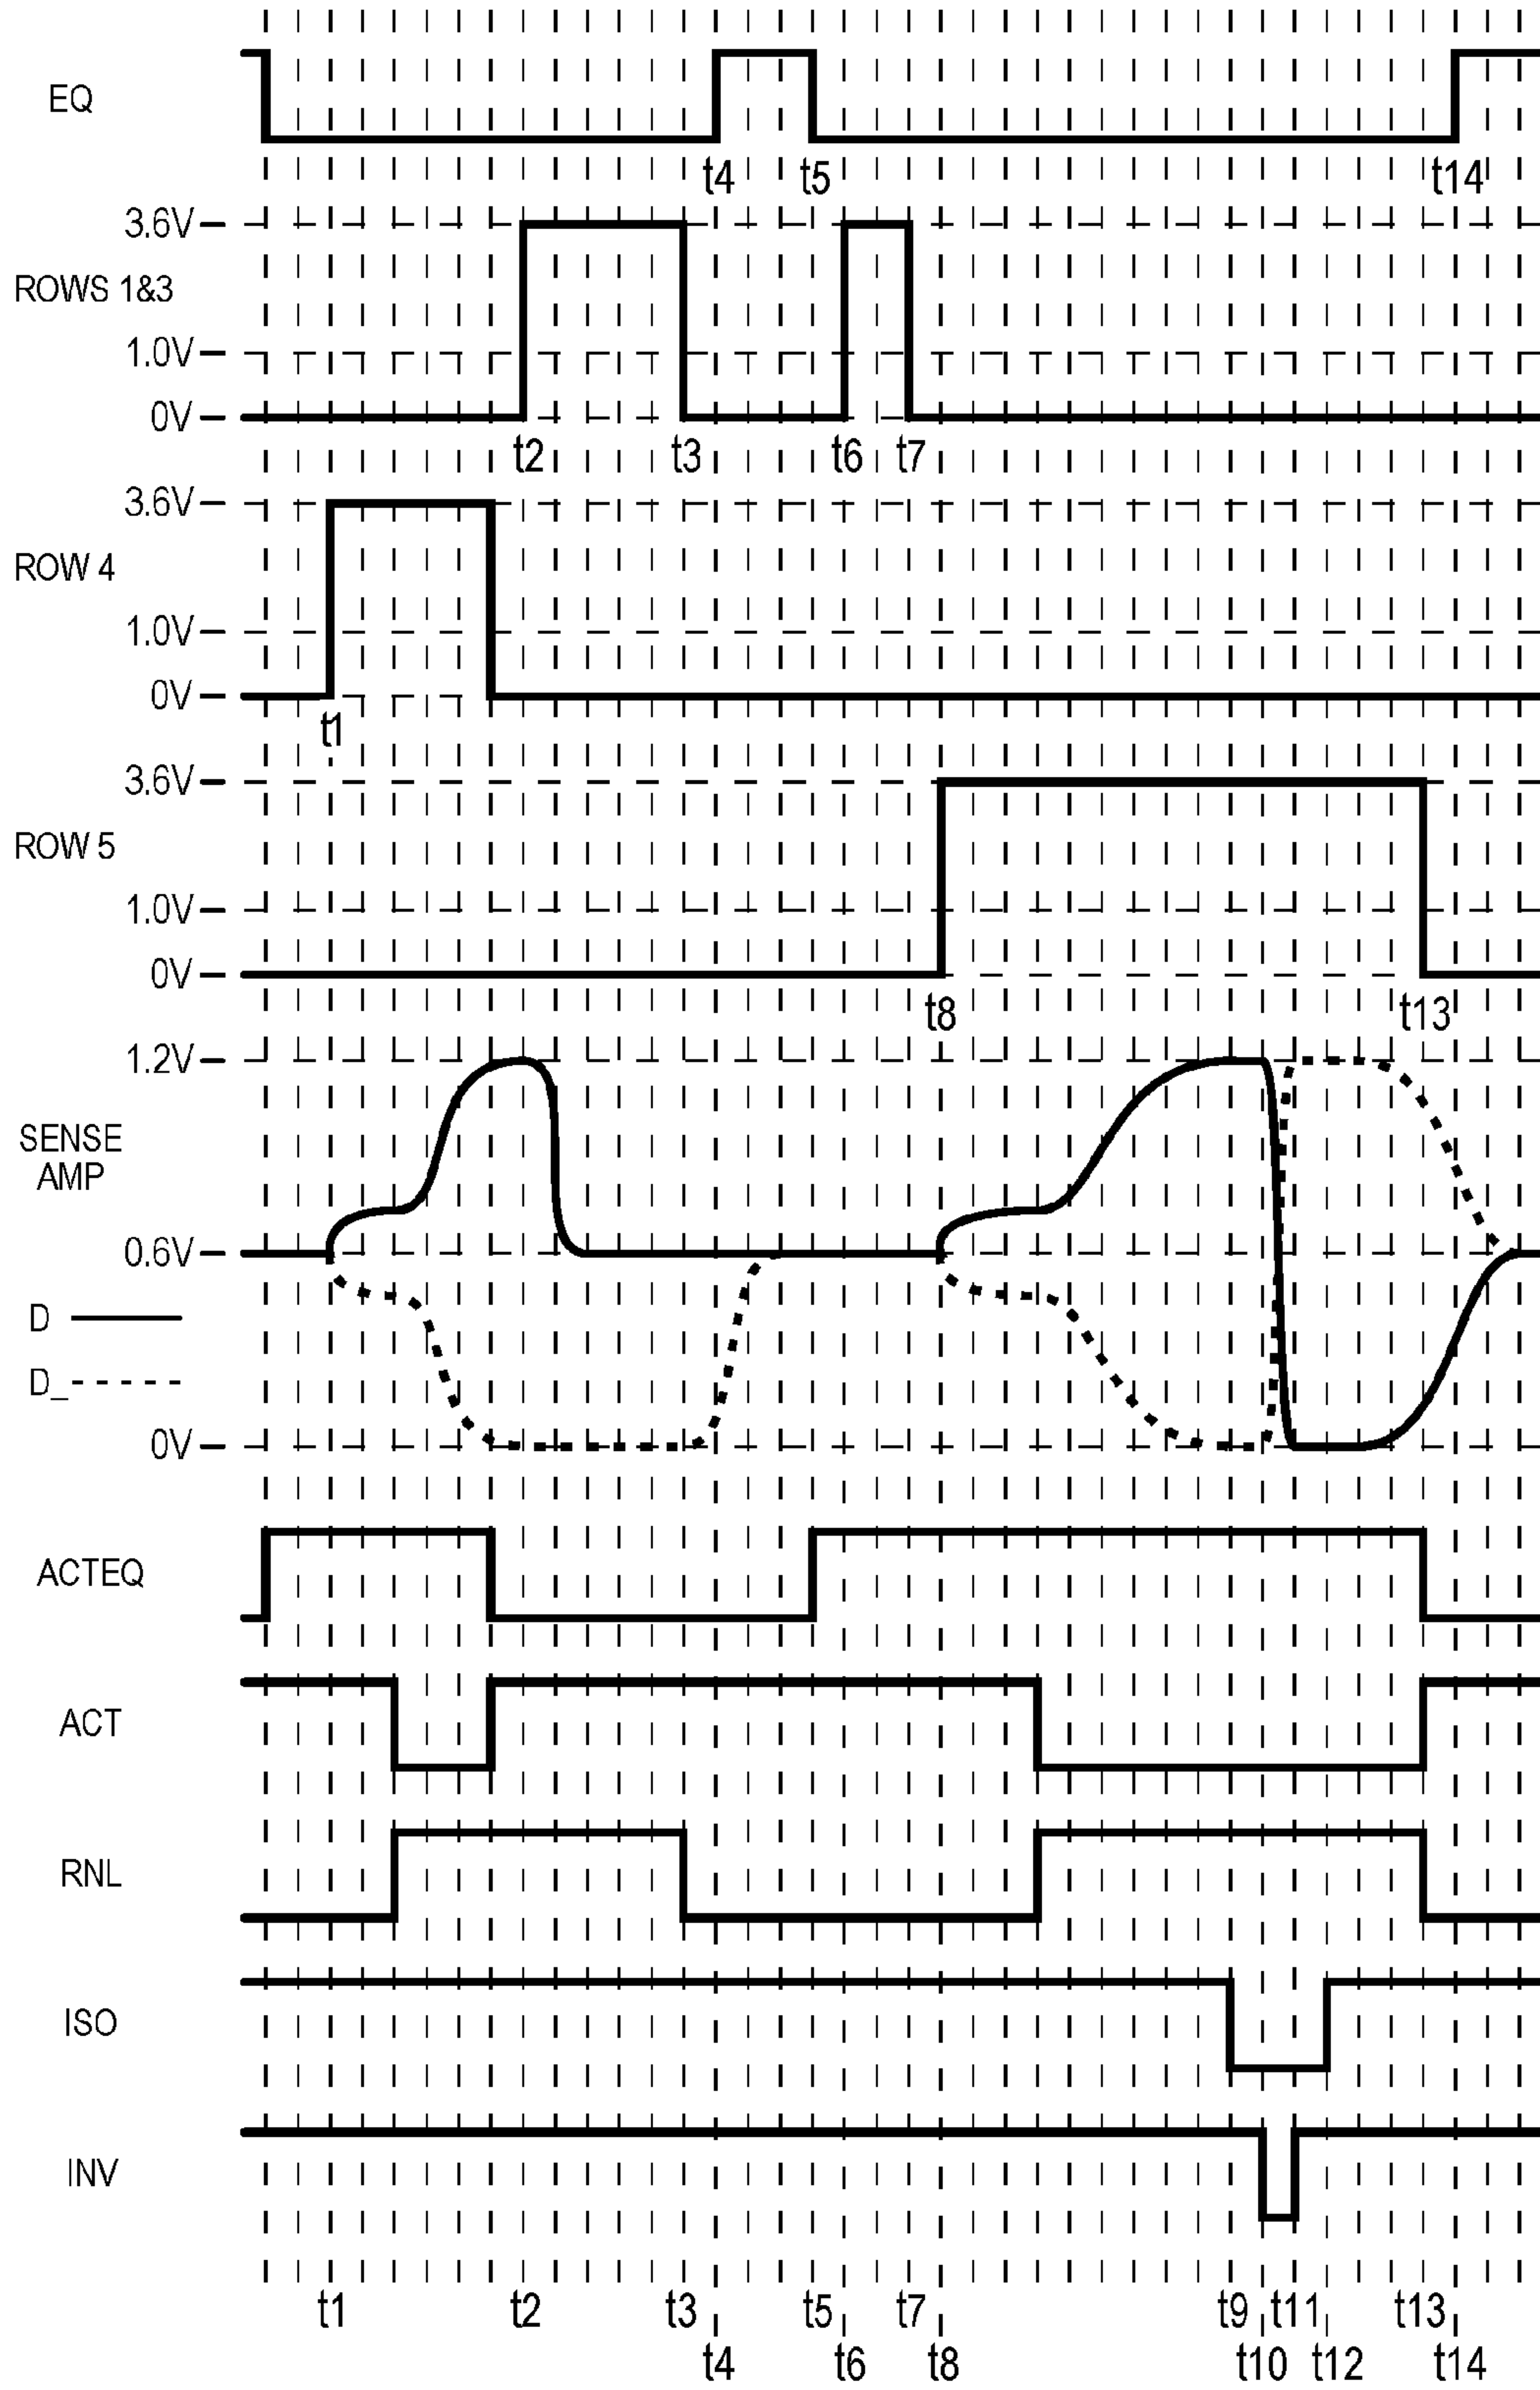 EQ
t4 t5 t14
3.6V
ROWS 1&3
1.0V
0V
t2 t3 t6 t7
3.6V
ROW 4
1.0V
0V
t1
3.6V
ROW 5
1.0V
0V
t8 t13
1.2V
SENSE
AMP
0.6V
D
D_
0V
ACTEQ
ACT
RNL
ISO
INV
t1 t2 t3 t5 t7 t9 t11 t13
t4 t6 t8 t10 t12 t14